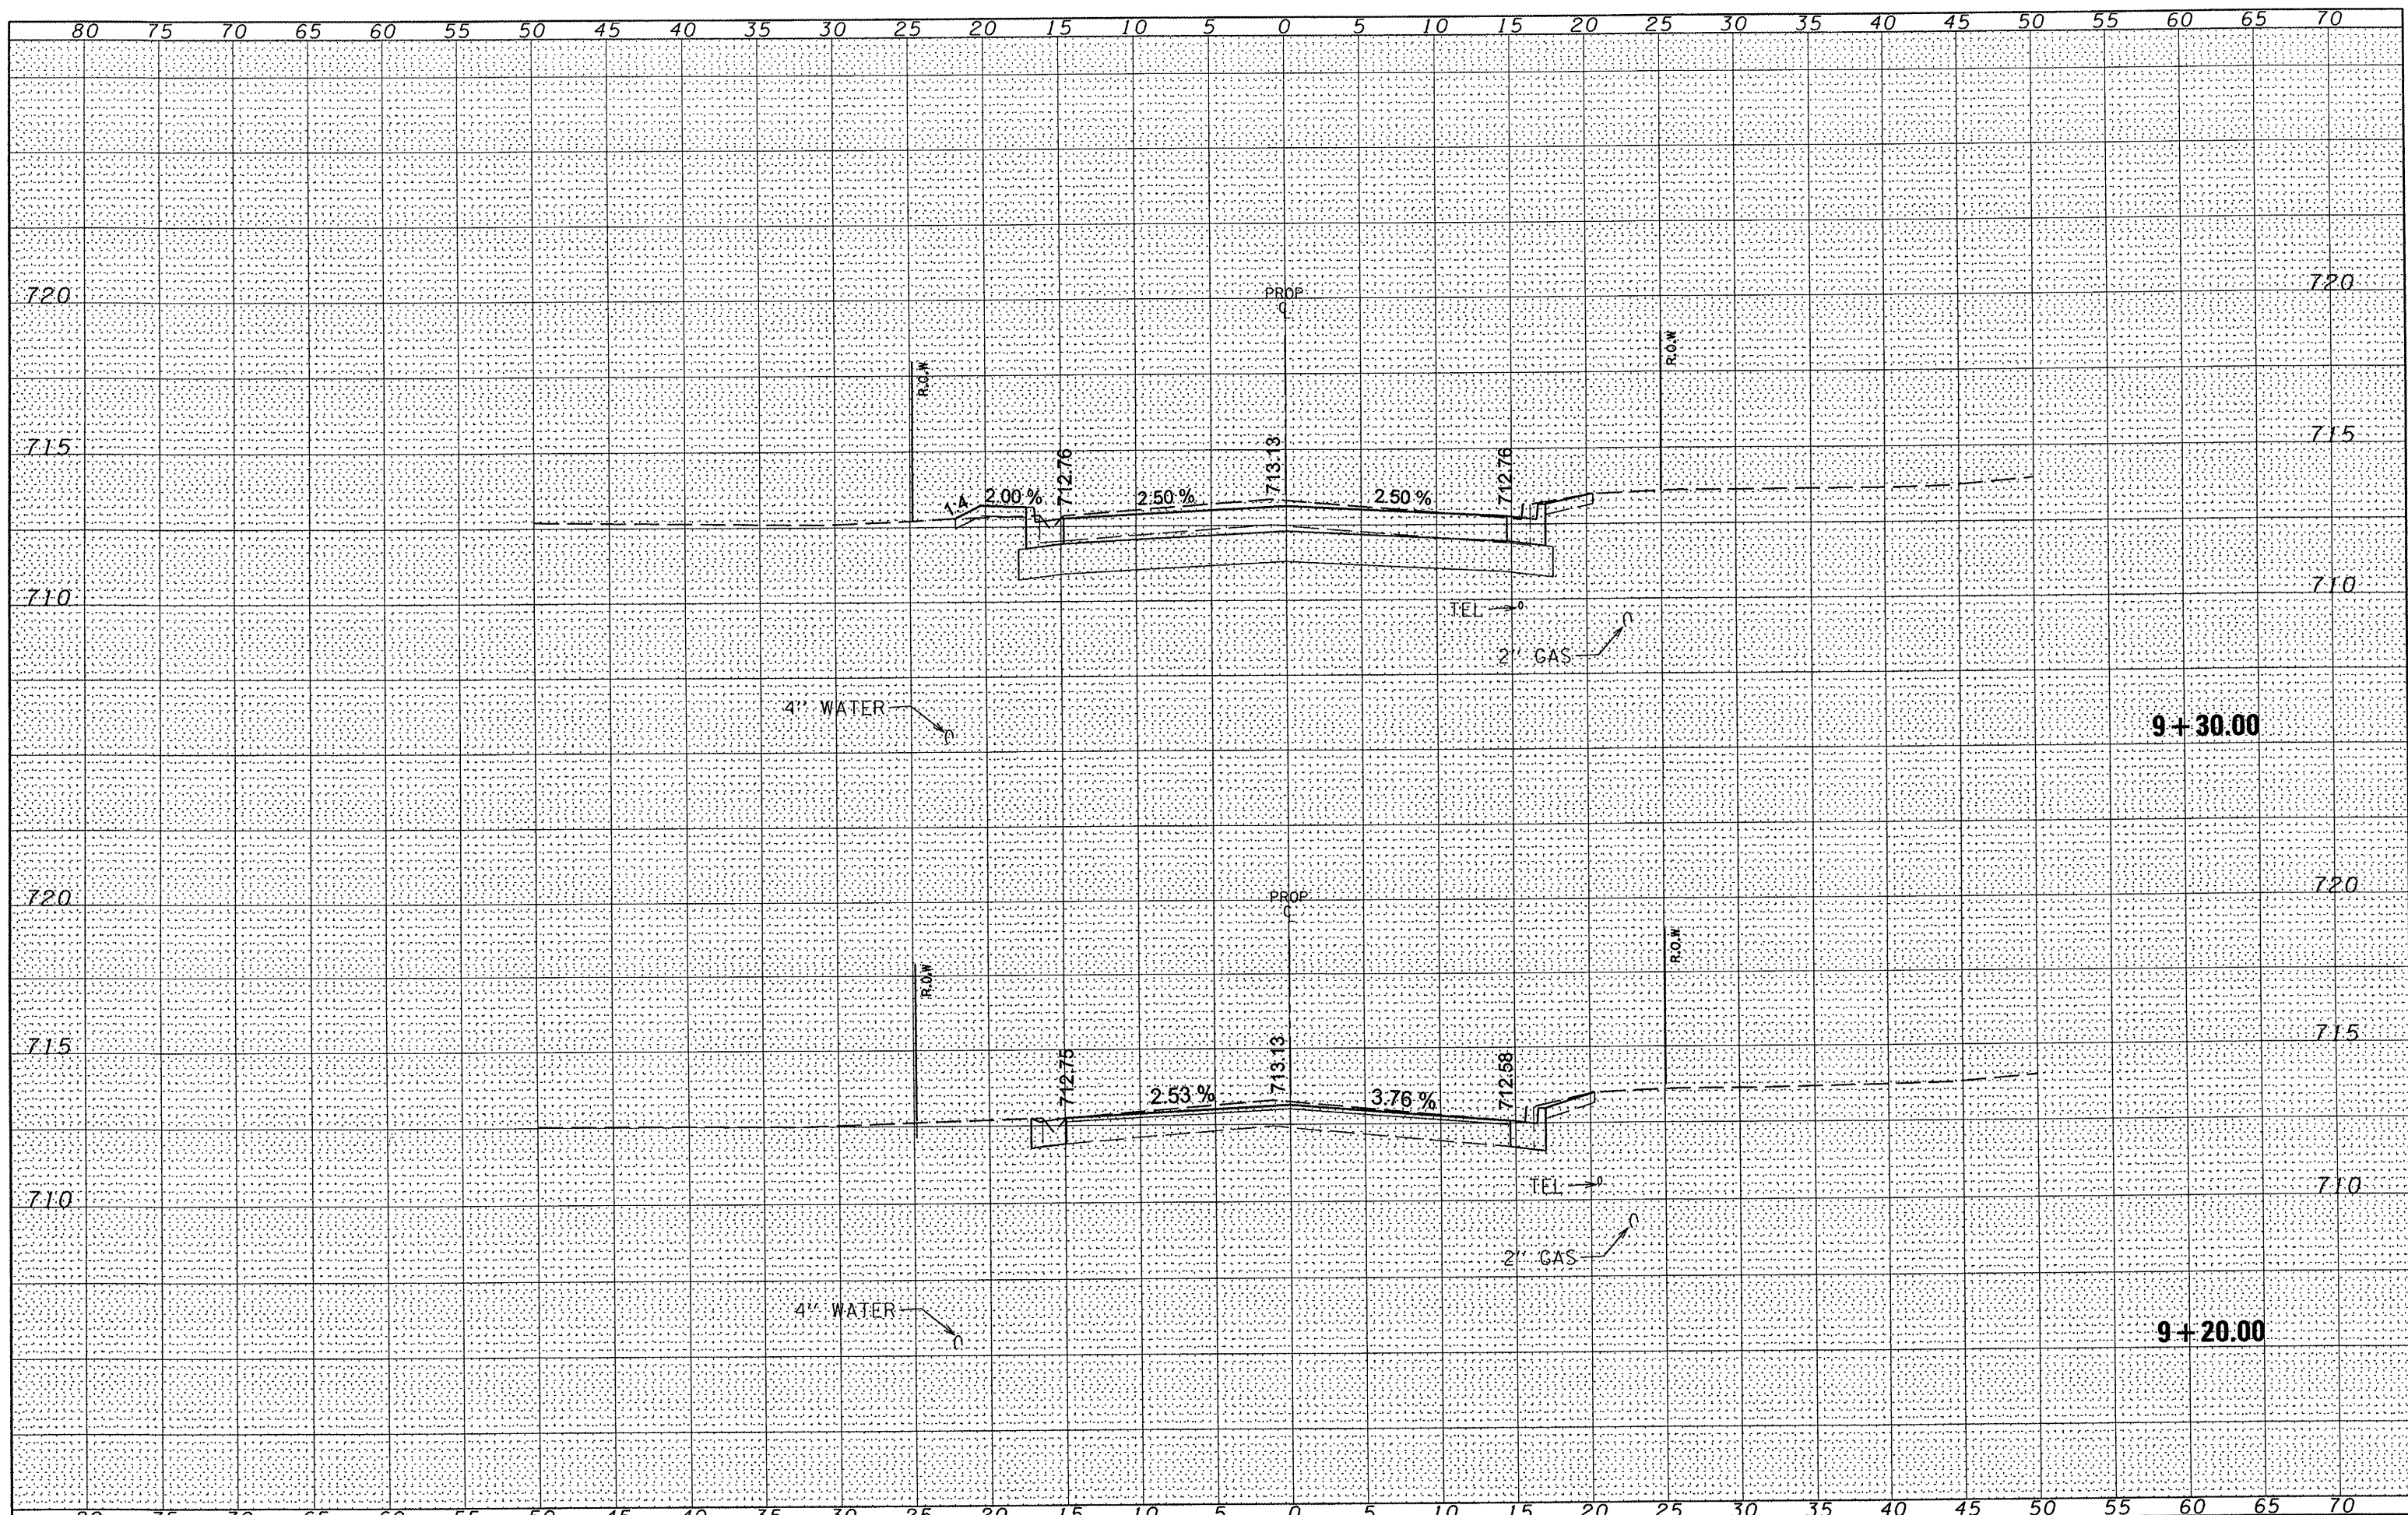 80 75 70 65 60 55 50 45 40 35 30 25 20 15 10 5 0 5 10 15 20 25 30 35 40 45 50 55 60 65 70
720 PROP 720
C
R.O.W R.O.W
715 715
1:4 2.00 % 712.76 2.50 % 713.13 2.50 % 712.76
710 710
TEL
2" GAS
4" WATER
9 + 30.00
720 PROP 720
C
R.O.W R.O.W
715 715
712.75 2.53 % 713.13 3.76 % 712.58
710 710
TEL
2" GAS
4" WATER
9 + 20.00
80 75 70 65 60 55 50 45 40 35 30 25 20 15 10 5 0 5 10 15 20 25 30 35 40 45 50 55 60 65 70